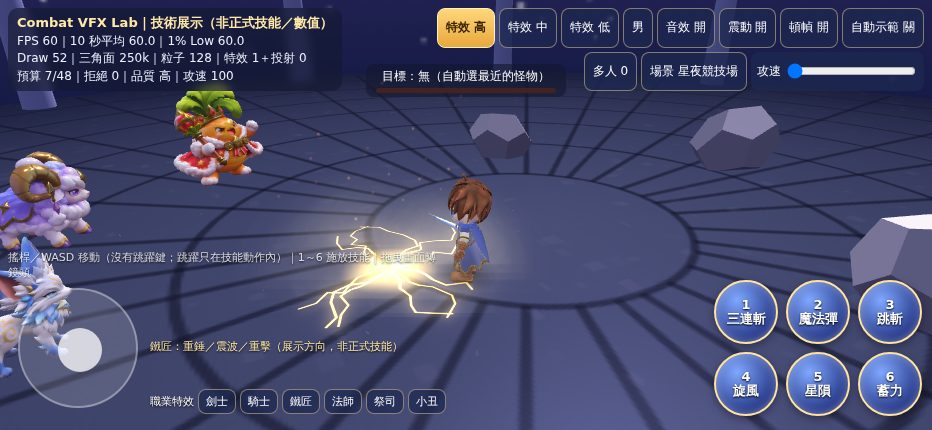 Combat VFX Lab｜技術展示（非正式技能／數值）
FPS 60｜10 秒平均 60.0｜1% Low 60.0
Draw 52｜三角面 250k｜粒子 128｜特效 1＋投射 0
預算 7/48｜拒絕 0｜品質 高｜攻速 100
特效 高
特效 中
特效 低
男
音效 開
震動 開
頓幀 開
自動示範 關
目標：無（自動選最近的怪物）
多人 0
場景 星夜競技場
攻速
搖桿／WASD 移動（沒有跳躍鍵；跳躍只在技能動作內）｜1~6 施放技能｜拖曳畫面轉
鏡頭
1
三連斬
2
魔法彈
3
跳斬
鐵匠：重錘／震波／重擊（展示方向，非正式技能）
4
旋風
5
星隕
6
蓄力
職業特效
劍士
騎士
鐵匠
法師
祭司
小丑